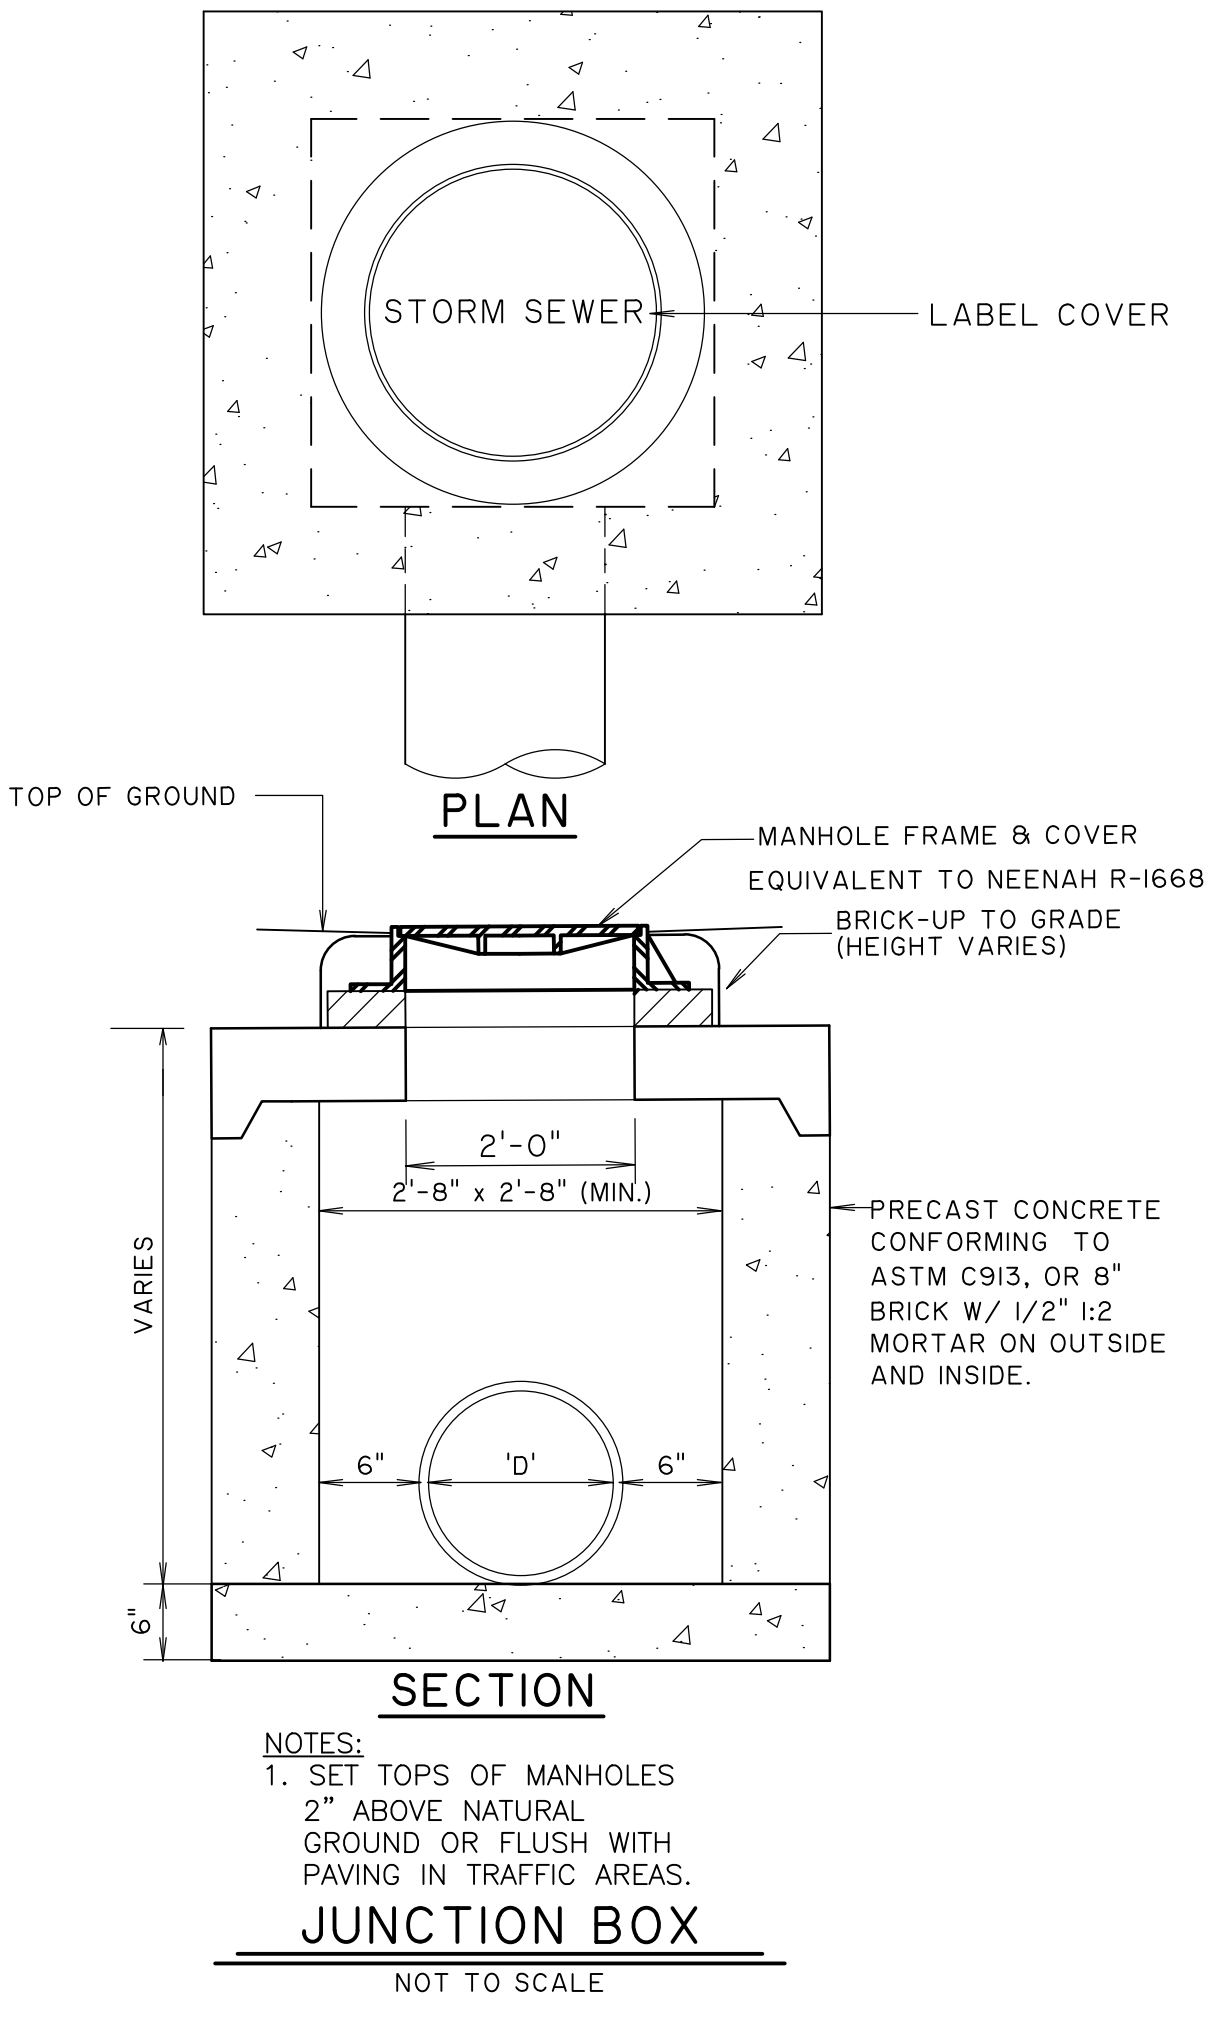 STORM SEWER
LABEL COVER
PLAN
TOP OF GROUND
MANHOLE FRAME & COVER
EQUIVALENT TO NEENAH R-1668
BRICK-UP TO GRADE
(HEIGHT VARIES)
2'-0"
2'-8" x 2'-8" (MIN.)
VARIES
PRECAST CONCRETE
CONFORMING TO
ASTM C913, OR 8"
BRICK W/ 1/2" 1:2
MORTAR ON OUTSIDE
AND INSIDE.
6"
'D'
6"
6"
SECTION
NOTES:
1. SET TOPS OF MANHOLES
2” ABOVE NATURAL
GROUND OR FLUSH WITH
PAVING IN TRAFFIC AREAS.
JUNCTION BOX
NOT TO SCALE